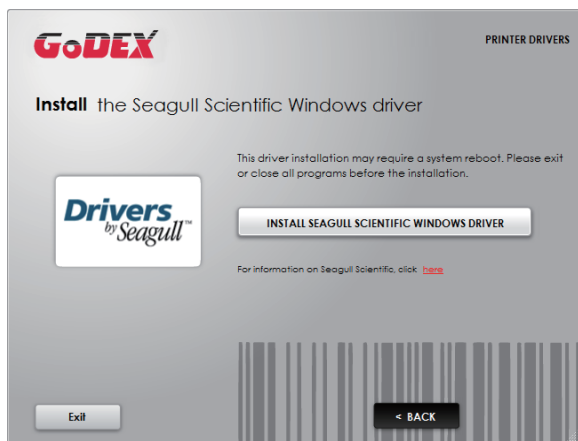 GoDEX
PRINTER DRIVERS
Install the Seagull Scientific Windows driver
This driver installation may require a system reboot. Please exit
or close all programs before the installation.
Drivers
by Seagull™
INSTALL SEAGULL SCIENTIFIC WINDOWS DRIVER
For information on Seagull Scientific, click here
Exit
< BACK